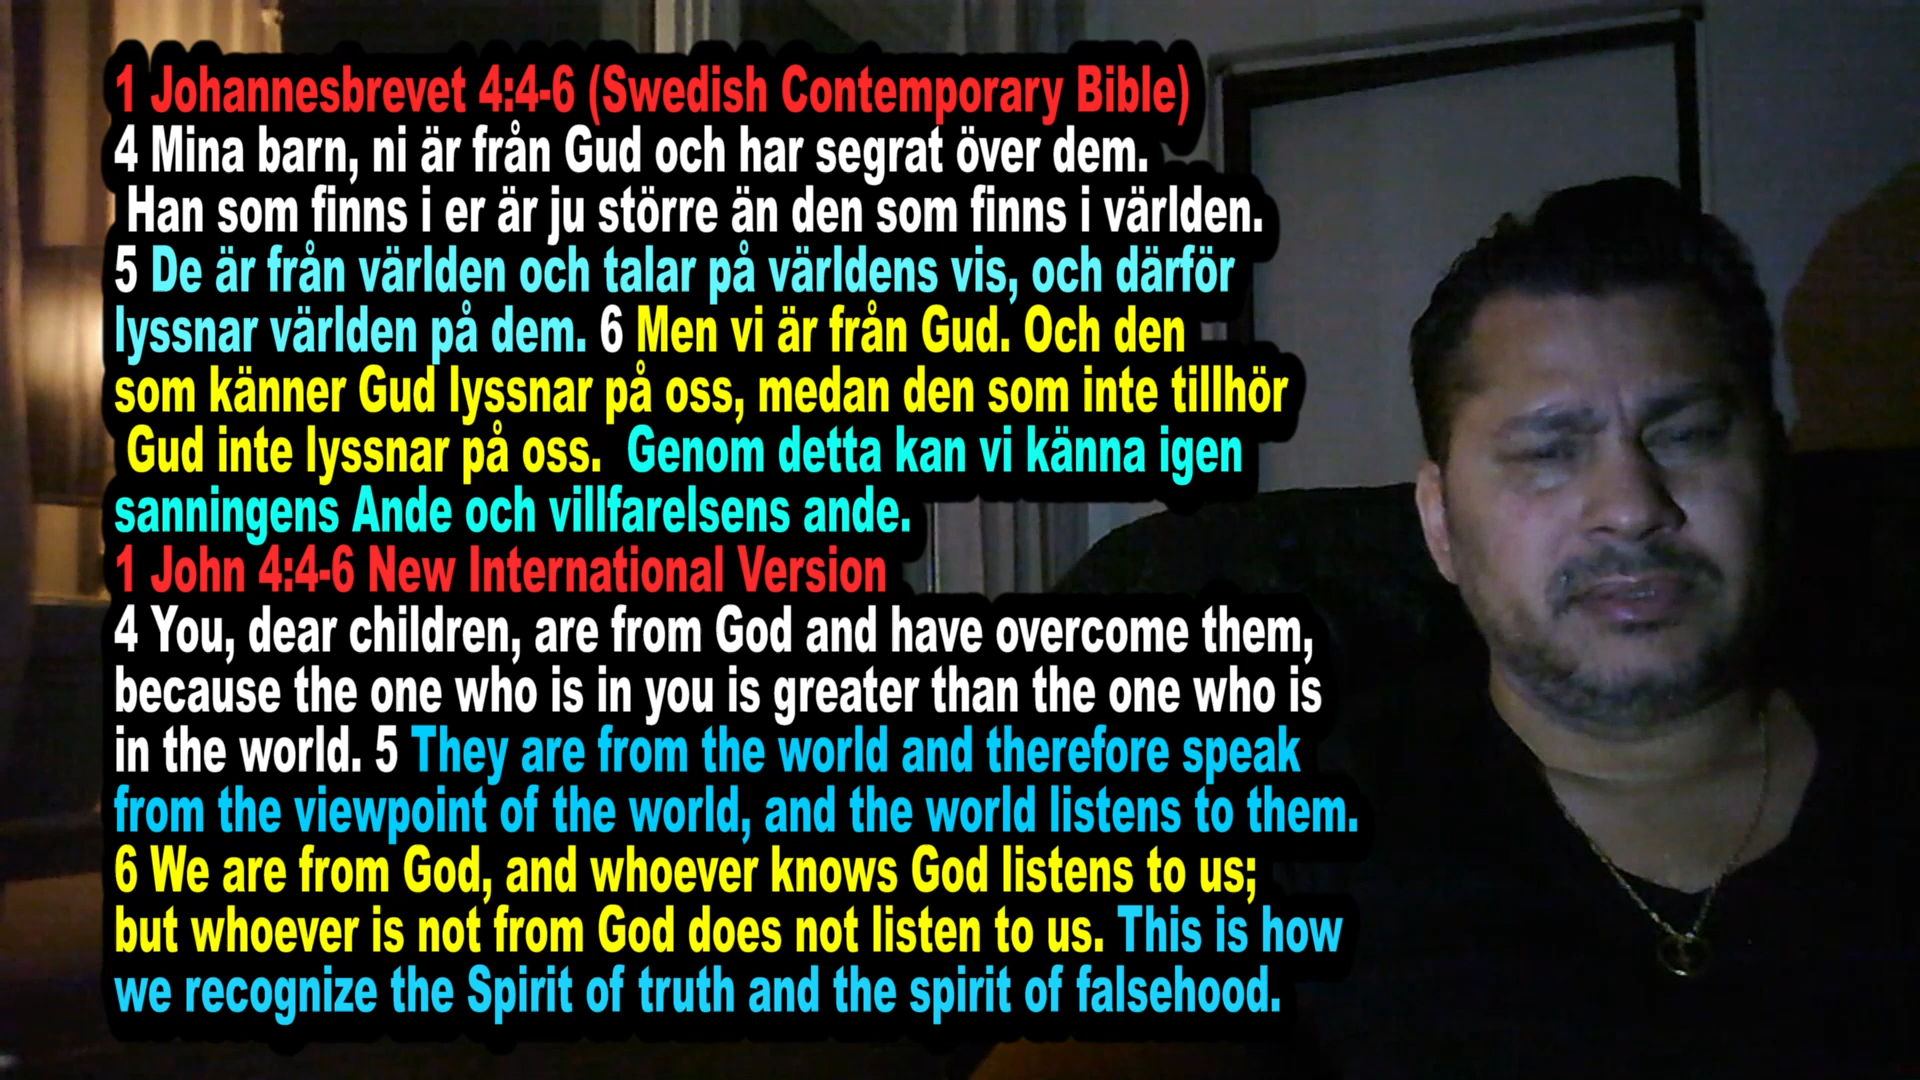 1 Johannesbrevet 4:4-6 (Swedish Contemporary Bible)
4 Mina barn, ni är från Gud och har segrat över dem.
Han som finns i er är ju större än den som finns i världen.
5 De är från världen och talar på världens vis, och därför
lyssnar världen på dem. 6 Men vi är från Gud. Och den
som känner Gud lyssnar på oss, medan den som inte tillhör
Gud inte lyssnar på oss. Genom detta kan vi känna igen
sanningens Ande och villfarelsens ande.
1 John 4:4-6 New International Version
4 You, dear children, are from God and have overcome them,
because the one who is in you is greater than the one who is
in the world. 5 They are from the world and therefore speak
from the viewpoint of the world, and the world listens to them.
6 We are from God, and whoever knows God listens to us;
but whoever is not from God does not listen to us. This is how
we recognize the Spirit of truth and the spirit of falsehood.